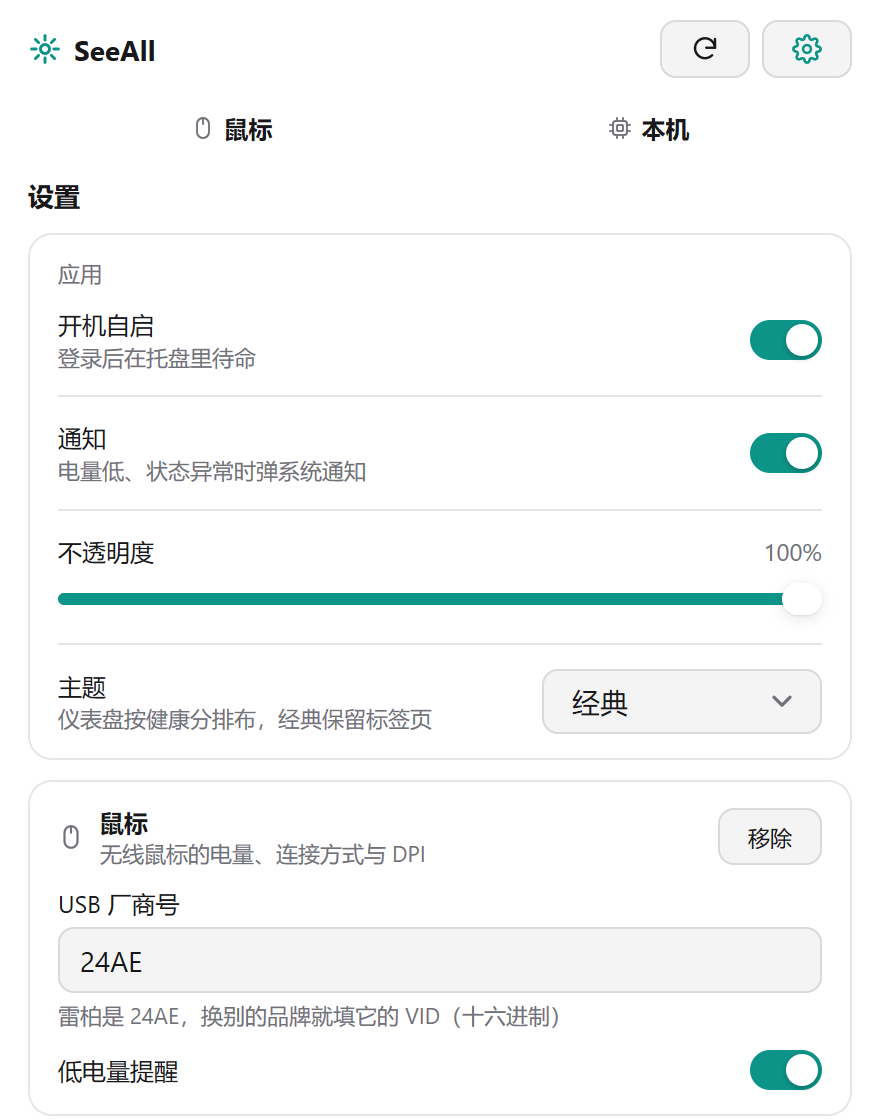 SeeAll
鼠标
本机
设置
应用
开机自启
登录后在托盘里待命
通知
电量低、状态异常时弹系统通知
不透明度
100%
主题
仪表盘按健康分排布，经典保留标签页
经典
鼠标
无线鼠标的电量、连接方式与 DPI
移除
USB 厂商号
24AE
雷柏是 24AE，换别的品牌就填它的 VID（十六进制）
低电量提醒